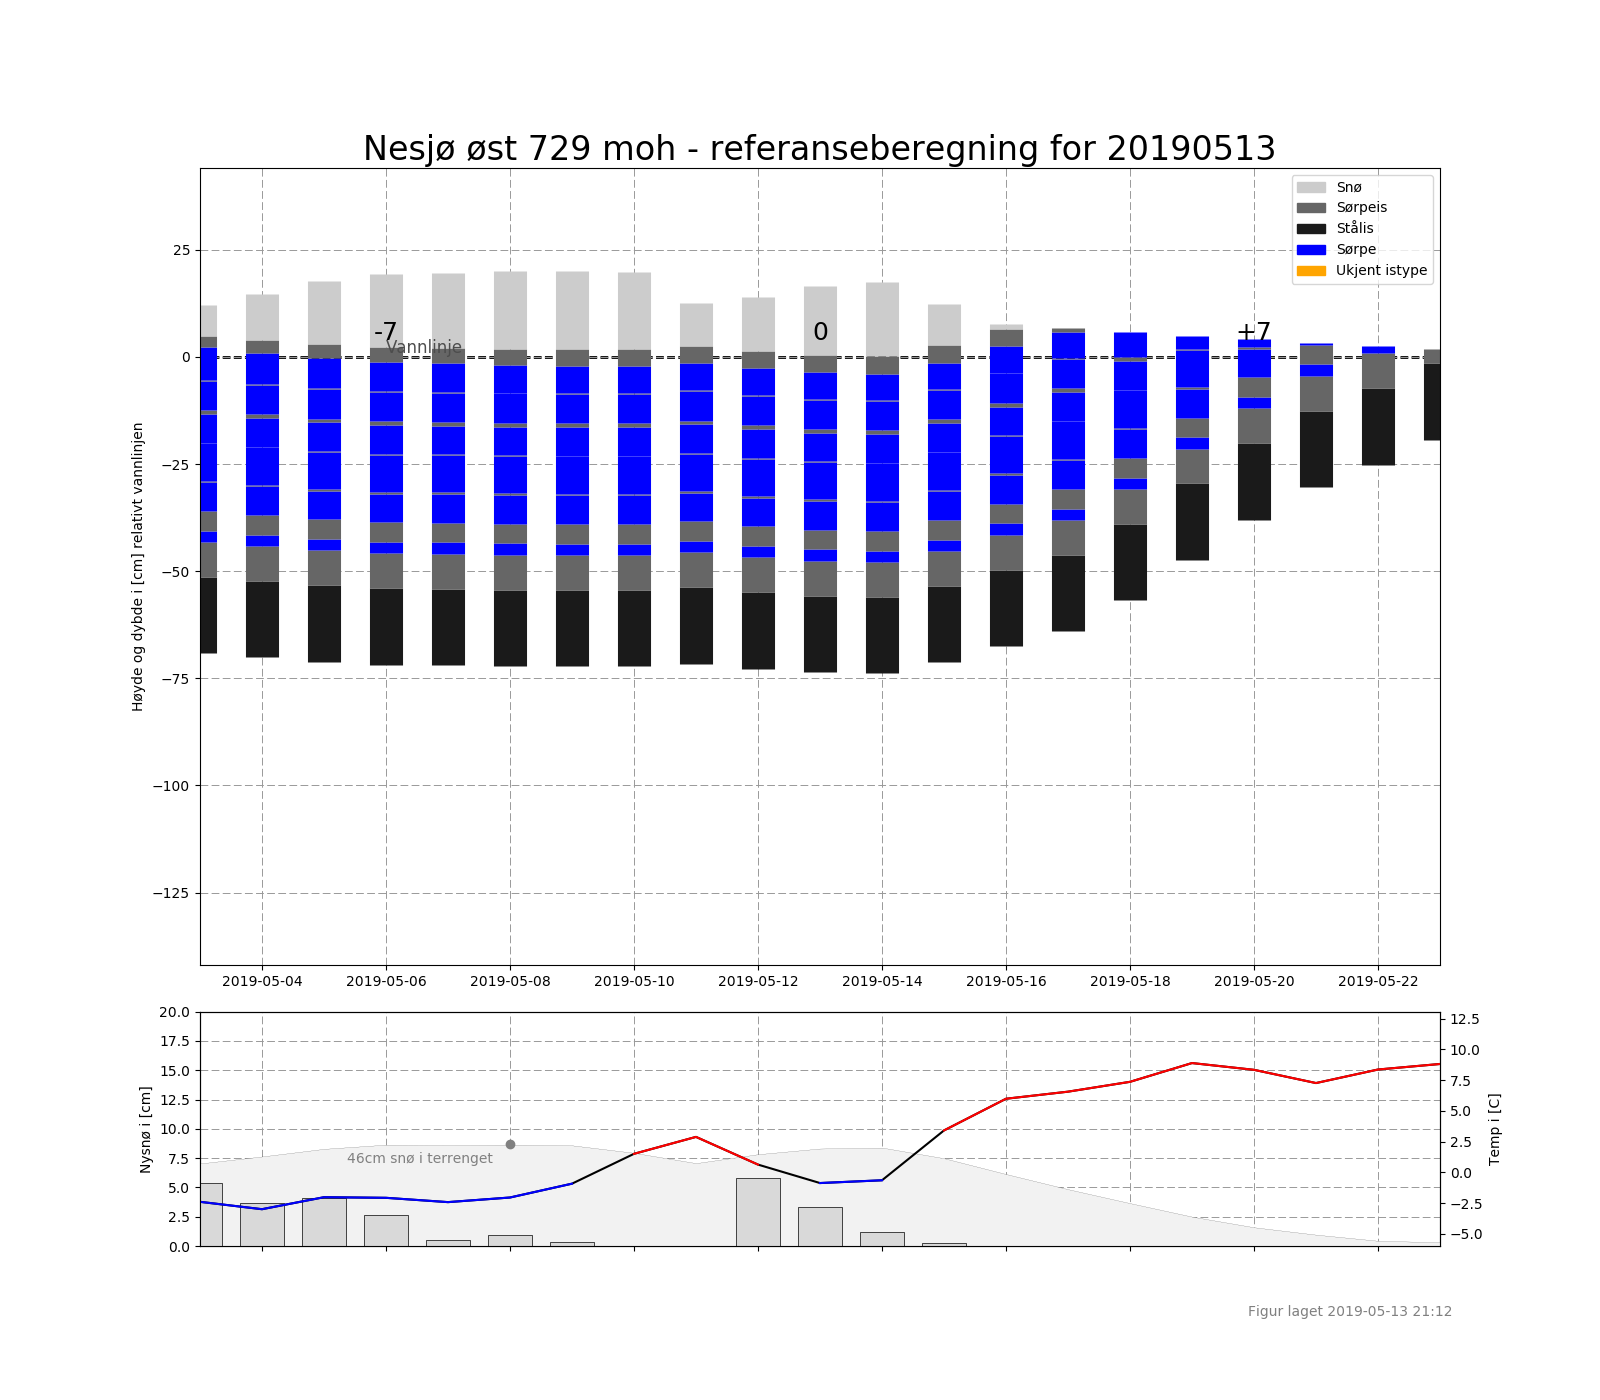 Nesjø øst 729 moh - referanseberegning for 20190513
Snø
Sørpeis
Stålis
Sørpe
Ukjent istype
-7
0
+7
Vannlinje
Høyde og dybde i [cm] relativt vannlinjen
25
0
−25
−50
−75
−100
−125
2019-05-04 2019-05-06 2019-05-08 2019-05-10 2019-05-12 2019-05-14 2019-05-16 2019-05-18 2019-05-20 2019-05-22
Nysnø i [cm]
20.0
17.5
15.0
12.5
10.0
7.5
5.0
2.5
0.0
46cm snø i terrenget
12.5
10.0
7.5
5.0
2.5
0.0
−2.5
−5.0
Temp i [C]
Figur laget 2019-05-13 21:12